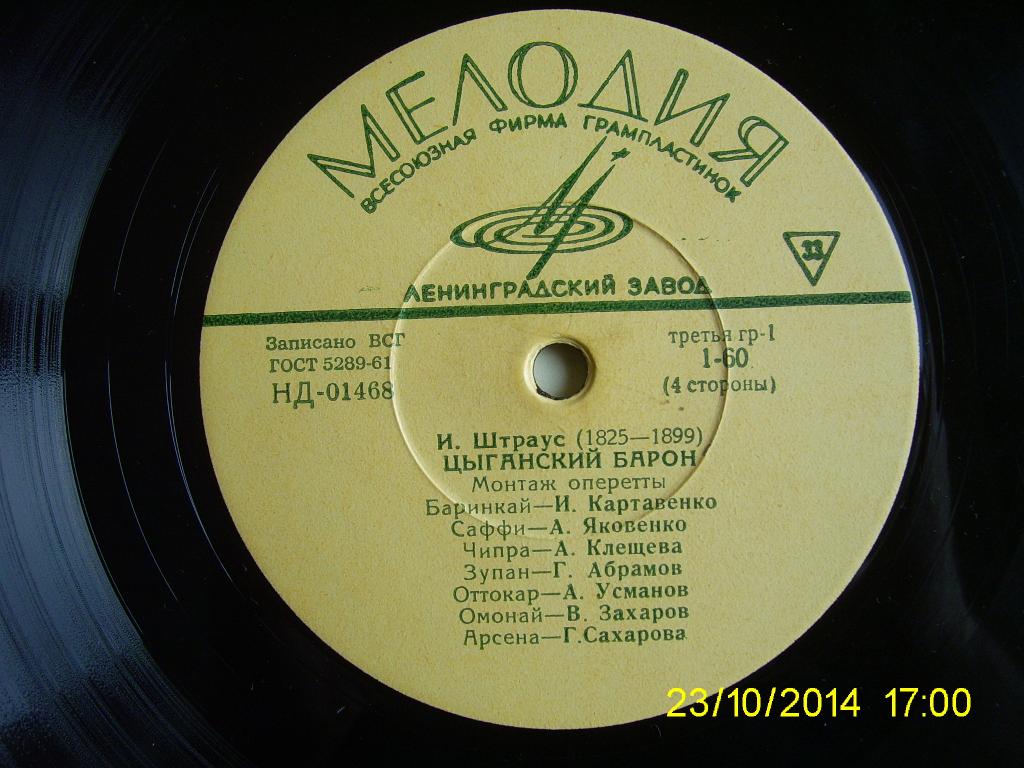 МЕЛОДИЯ
ВСЕСОЮЗНАЯ ФИРМА ГРАМПЛАСТИНОК
33
ЛЕНИНГРАДСКИЙ ЗАВОД
Записано ВСГ
ГОСТ 5289-61
НД-01468
третья гр-1
1-60
(4 стороны)
И. Штраус (1825—1899)
ЦЫГАНСКИЙ БАРОН
Монтаж оперетты
Баринкай—И. Картавенко
Саффи—А. Яковенко
Чипра—А. Клещева
Зупан—Г. Абрамов
Оттокар—А. Усманов
Омонай—В. Захаров
Арсена—Г.Сахарова
23/10/2014 17:00